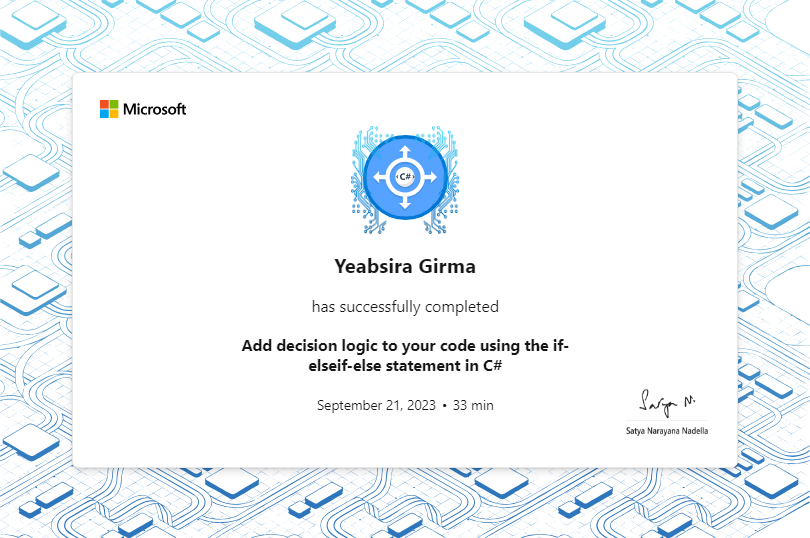 Microsoft
‹C#›
Yeabsira Girma
has successfully completed
Add decision logic to your code using the if-
elseif-else statement in C#
September 21, 2023 • 33 min
Satya N.
Satya Narayana Nadella